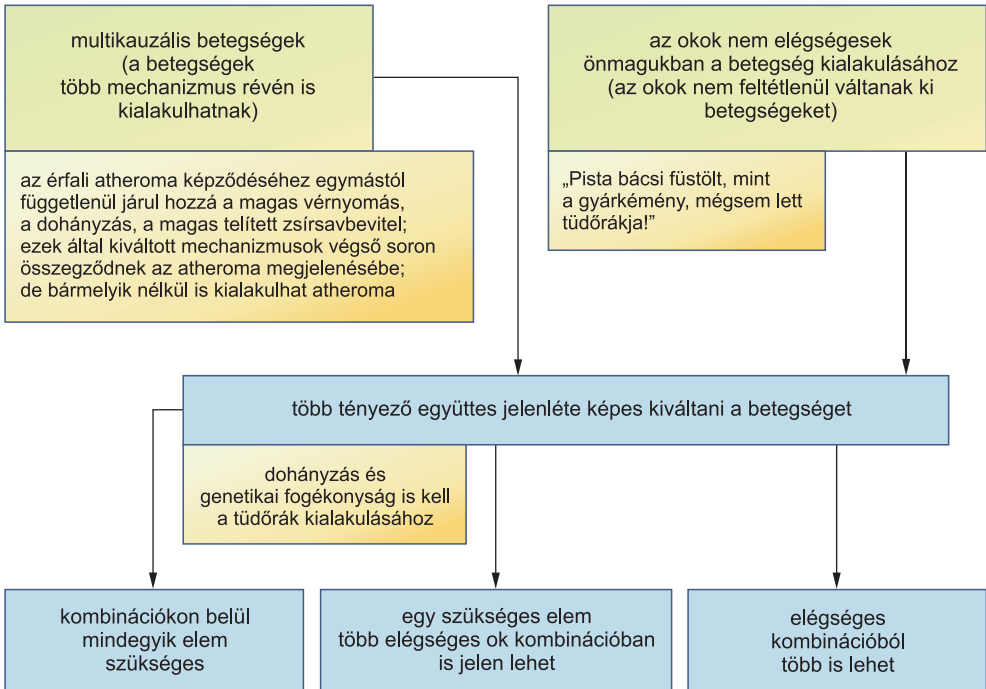 multikauzális betegségek
(a betegségek
több mechanizmus révén is
kialakulhatnak)
az érfali atheroma képződéséhez egymástól
függetlenül járul hozzá a magas vérnyomás,
a dohányzás, a magas telített zsírsavbevitel;
ezek által kiváltott mechanizmusok végső soron
összegződnek az atheroma megjelenésébe;
de bármelyik nélkül is kialakulhat atheroma
az okok nem elégségesek
önmagukban a betegség kialakulásához
(az okok nem feltétlenül váltanak ki
betegségeket)
„Pista bácsi füstölt, mint
a gyárkémény, mégsem lett
tüdőrákja!”
több tényező együttes jelenléte képes kiváltani a betegséget
dohányzás és
genetikai fogékonyság is kell
a tüdőrák kialakulásához
kombinációkon belül
mindegyik elem
szükséges
egy szükséges elem
több elégséges ok kombinációban
is jelen lehet
elégséges
kombinációból
több is lehet